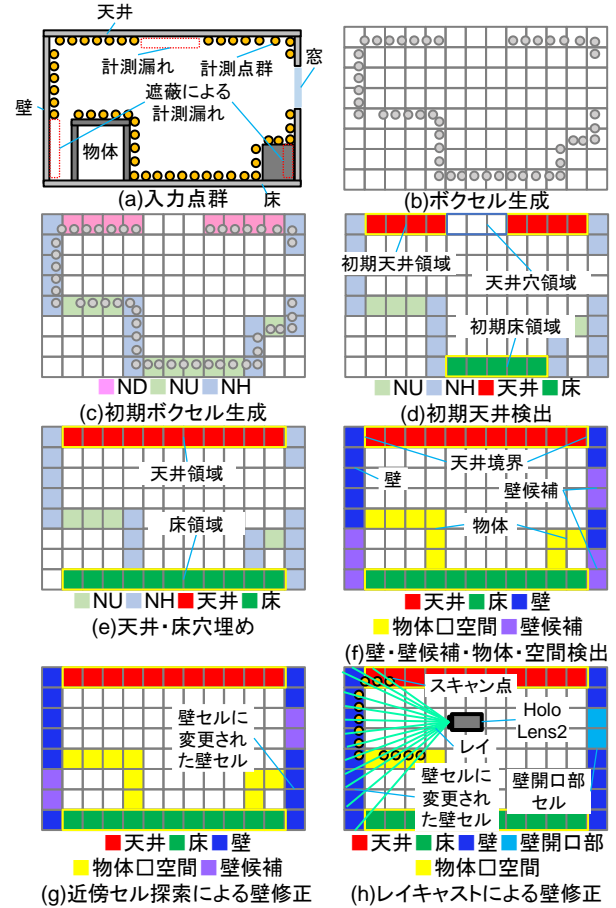 天井
計測漏れ
計測点群
窓
壁
遮蔽による
計測漏れ
物体
床
(a)入力点群
(b)ボクセル生成
ND NU NH
(c)初期ボクセル生成
初期天井領域
天井穴領域
初期床領域
NU NH 天井 床
(d)初期天井検出
天井領域
床領域
NU NH 天井 床
(e)天井・床穴埋め
天井境界
壁
壁候補
物体
天井 床 壁
物体 空間 壁候補
(f)壁・壁候補・物体・空間検出
壁セルに
変更され
た壁セル
天井 床 壁
物体 空間 壁候補
(g)近傍セル探索による壁修正
スキャン点
Holo
Lens2
レイ
壁セルに
変更され
た壁セル
壁開口部
セル
天井 床 壁 壁開口部
物体 空間
(h)レイキャストによる壁修正